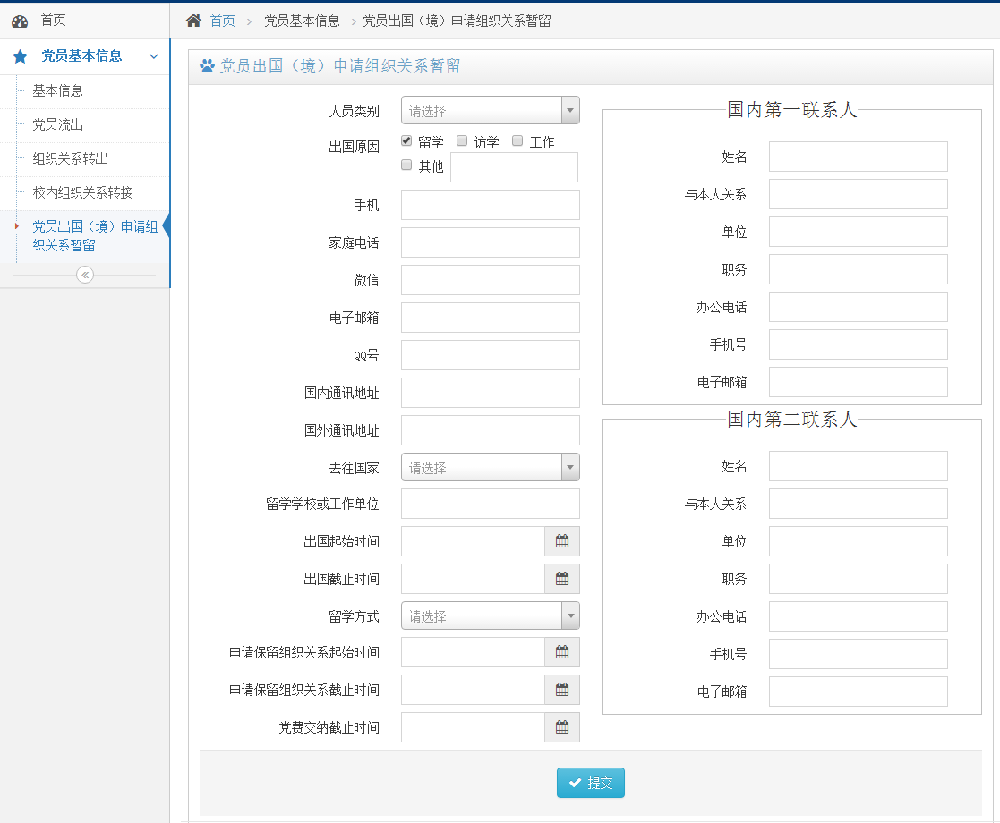 首页
党员基本信息
基本信息
党员流出
组织关系转出
校内组织关系转接
党员出国（境）申请组
织关系暂留
首页 党员基本信息 党员出国（境）申请组织关系暂留
党员出国（境）申请组织关系暂留
人员类别 请选择
出国原因 留学 访学 工作
其他
手机
家庭电话
微信
电子邮箱
QQ号
国内通讯地址
国外通讯地址
去往国家 请选择
留学学校或工作单位
出国起始时间
出国截止时间
留学方式 请选择
申请保留组织关系起始时间
申请保留组织关系截止时间
党费交纳截止时间
国内第一联系人
姓名
与本人关系
单位
职务
办公电话
手机号
电子邮箱
国内第二联系人
姓名
与本人关系
单位
职务
办公电话
手机号
电子邮箱
提交